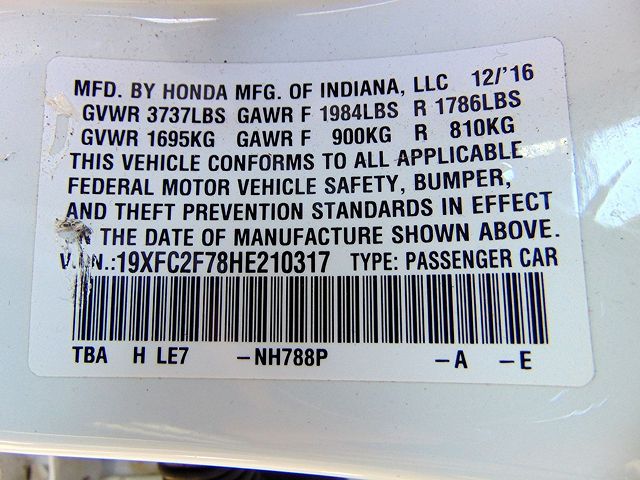 MFD. BY HONDA MFG. OF INDIANA, LLC 12/'16
GVWR 3737LBS GAWR F 1984LBS R 1786LBS
GVWR 1695KG GAWR F 900KG R 810KG
THIS VEHICLE CONFORMS TO ALL APPLICABLE
FEDERAL MOTOR VEHICLE SAFETY, BUMPER,
AND THEFT PREVENTION STANDARDS IN EFFECT
ON THE DATE OF MANUFACTURE SHOWN ABOVE.
V.I.N.:19XFC2F78HE210317 TYPE: PASSENGER CAR
TBA H LE7 -NH788P -A -E